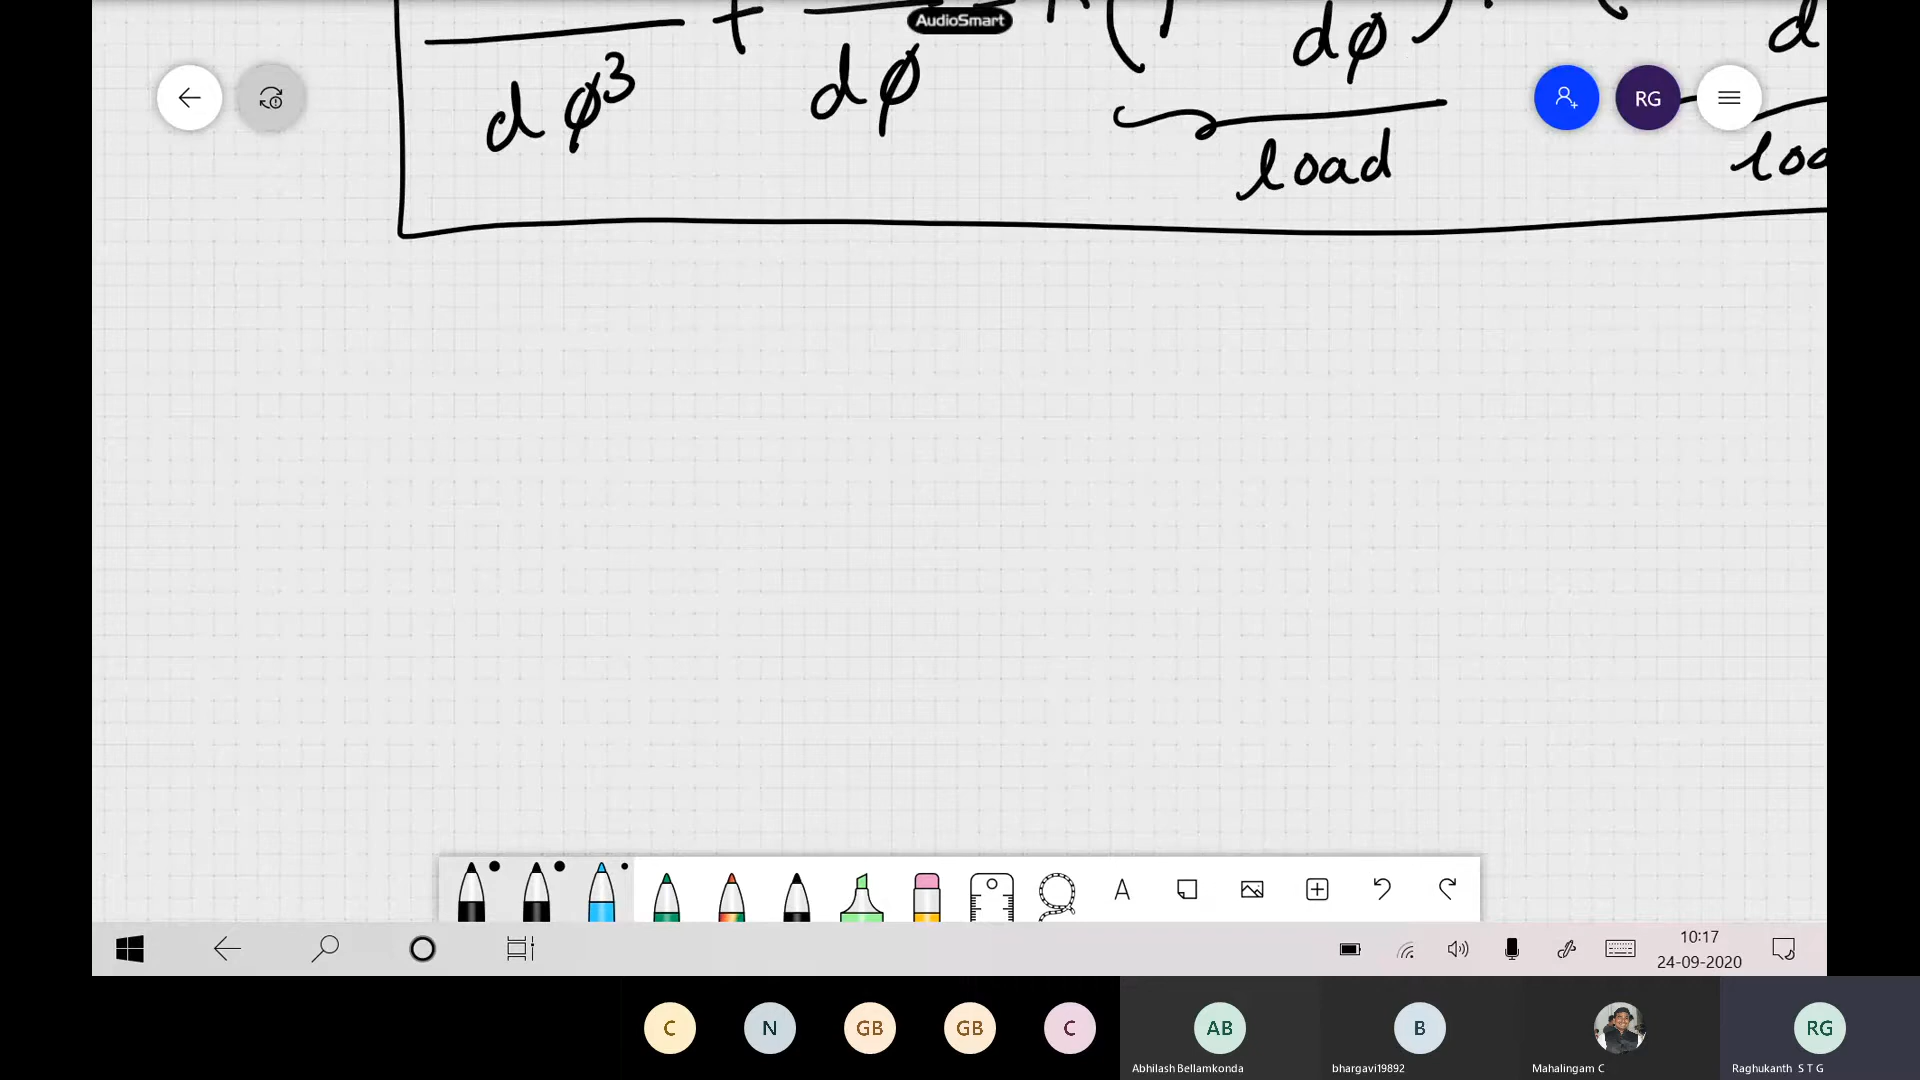 AudioSmart
dφ
d
dφ³ + dφ
RG
load
A
10:17
24-09-2020
C N GB GB C AB B RG
Abhilash Bellamkonda bhargavi19892 Mahalingam C Raghukanth S T G